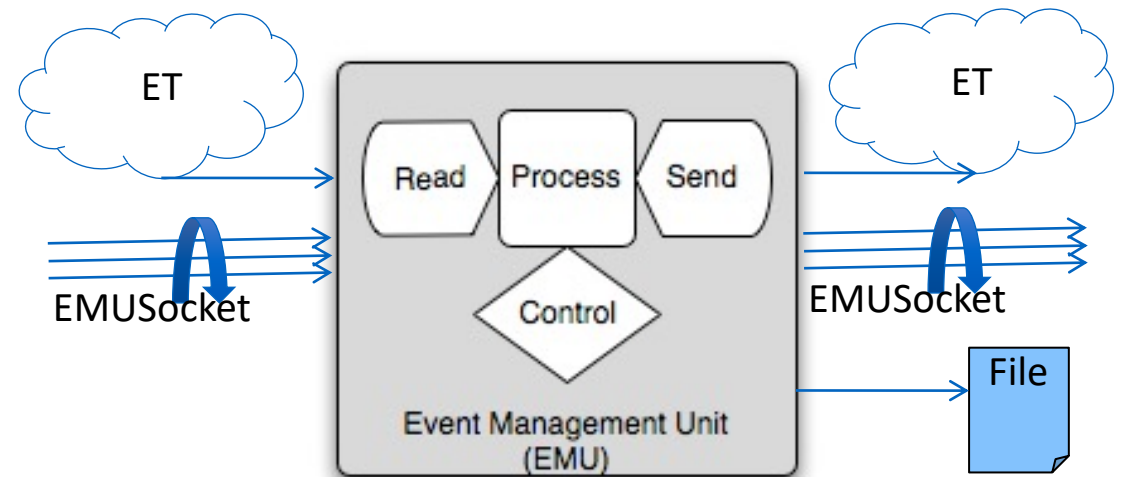 ET
ET
Read
Process
Send
EMUSocket
Control
EMUSocket
File
Event Management Unit
(EMU)